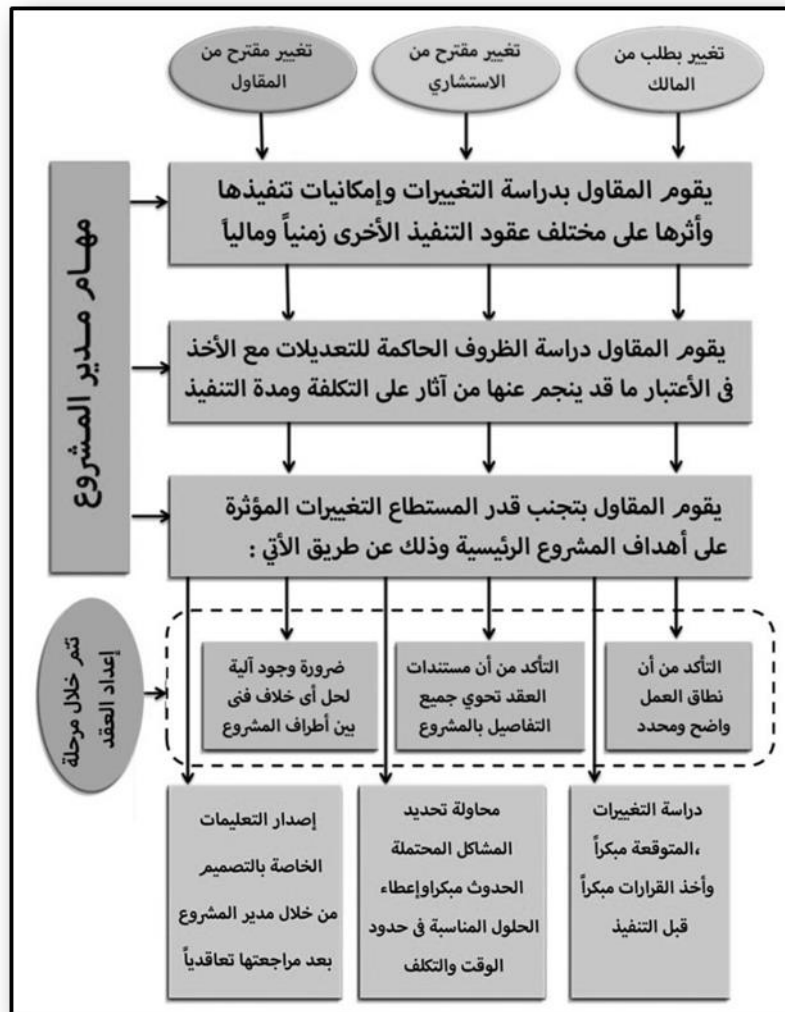 تغيير بطلب من
المالك
تغيير مقترح من
الاستشاري
تغيير مقترح من
المقاول
مهام مدير المشروع
يقوم المقاول بدراسة التغييرات وإمكانيات تنفيذها
وأثرها على مختلف عقود التنفيذ الأخرى زمنياً ومالياً
يقوم المقاول دراسة الظروف الحاكمة للتعديلات مع الأخذ
فى الأعتبار ما قد ينجم عنها من آثار على التكلفة ومدة التنفيذ
يقوم المقاول بتجنب قدر المستطاع التغييرات المؤثرة
على أهداف المشروع الرئيسية وذلك عن طريق الأتي :
تتم خلال مرحلة
إعداد العقد
التأكد من أن
نطاق العمل
واضح ومحدد
التأكد من أن مستندات
العقد تحوي جميع
التفاصيل بالمشروع
ضرورة وجود آلية
لحل أى خلاف فنى
بين أطراف المشروع
دراسة التغييرات
،المتوقعة مبكراً
وأخذ القرارات مبكراً
قبل التنفيذ
محاولة تحديد
المشاكل المحتملة
الحدوث مبكراوإعطاء
الحلول المناسبة فى حدود
الوقت والتكلف
إصدار التعليمات
الخاصة بالتصميم
من خلال مدير المشروع
بعد مراجعتها تعاقدياً